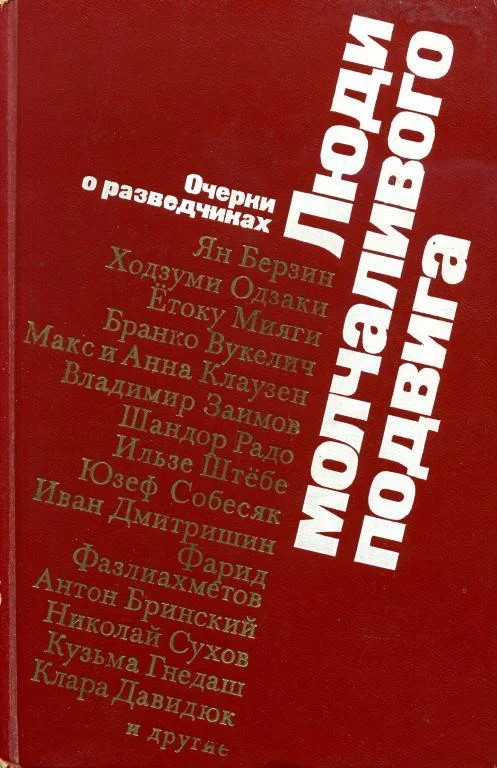 Люди
молчаливого
подвига
Очерки
о разведчиках
Ян Берзин
Ходзуми Одзаки
Ётоку Мияги
Бранко Вукелич
Макс и Анна Клаузен
Владимир Заимов
Шандор Радо
Ильзе Штёбе
Юзеф Собесяк
Иван Дмитришин
Фарид
Фазлиахметов
Антон Бринский
Николай Сухов
Кузьма Гнедаш
Клара Давидюк
и другие